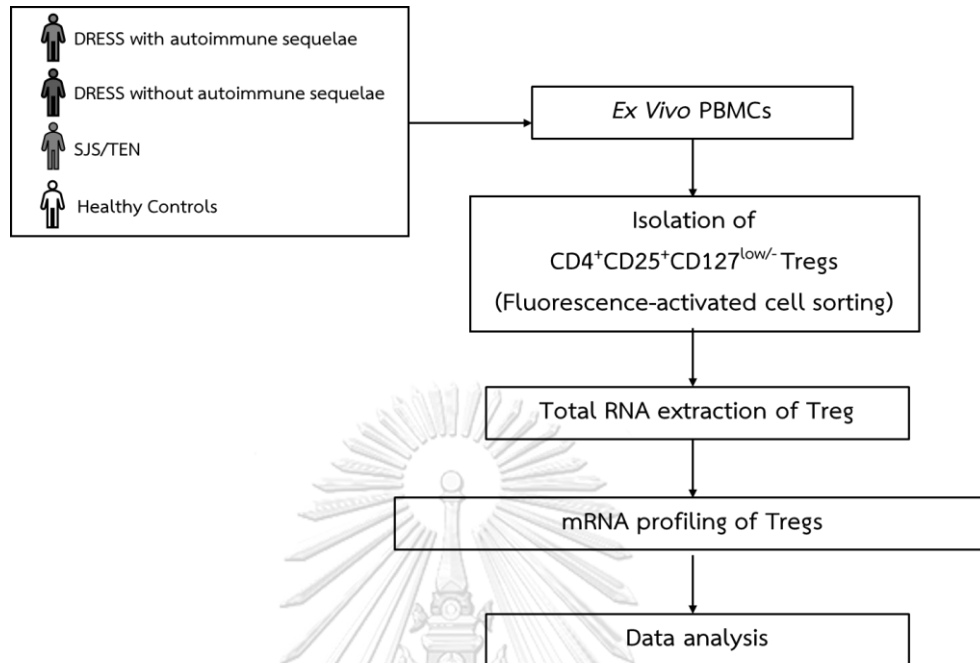 DRESS with autoimmune sequelae
DRESS without autoimmune sequelae
SJS/TEN
Healthy Controls
Ex Vivo PBMCs
Isolation of
CD4⁺CD25⁺CD127ˡᵒʷ/⁻ Tregs
(Fluorescence-activated cell sorting)
Total RNA extraction of Treg
mRNA profiling of Tregs
Data analysis